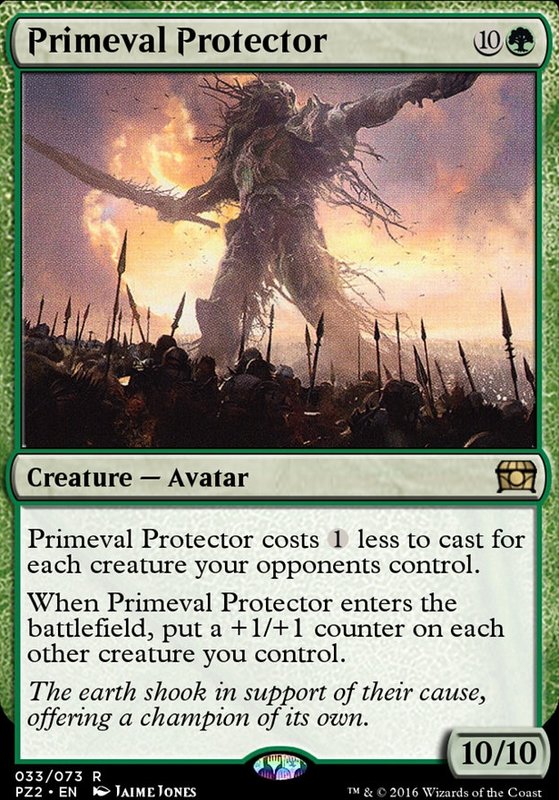 Primeval Protector 10
Creature — Avatar
Primeval Protector costs 1 less to cast for
each creature your opponents control.
When Primeval Protector enters the
battlefield, put a +1/+1 counter on each
other creature you control.
The earth shook in support of their cause,
offering a champion of its own.
10/10
033/073 R
PZ2 • EN JAIME JONES
™ & © 2016 Wizards of the Coast